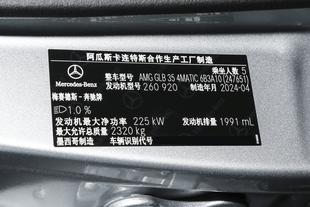 阿瓜斯卡连特斯合作生产工厂制造
乘坐人数 5
Mercedes-Benz
整车型号 AMG GLB 35 4MATIC 6B3A10 (247651)
发动机型号 260 920 制造年月 2024-04
梅赛德斯-奔驰牌
1.0 %
发动机最大净功率 225 kW 发动机排量 1991 mL
最大允许总质量 2320 kg
墨西哥制造 车辆识别代号